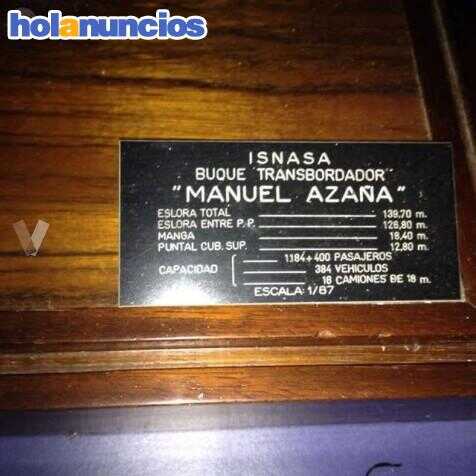 holanuncios
ISNASA
BUQUE TRANSBORDADOR
"MANUEL AZAÑA"
ESLORA TOTAL 139,70 m.
ESLORA ENTRE P.P. 126,80 m.
MANGA 18,40 m.
PUNTAL CUB. SUP. 12,80 m.
1184+400 PASAJEROS
CAPACIDAD 384 VEHICULOS
18 CAMIONES DE 18 m.
ESCALA: 1/67